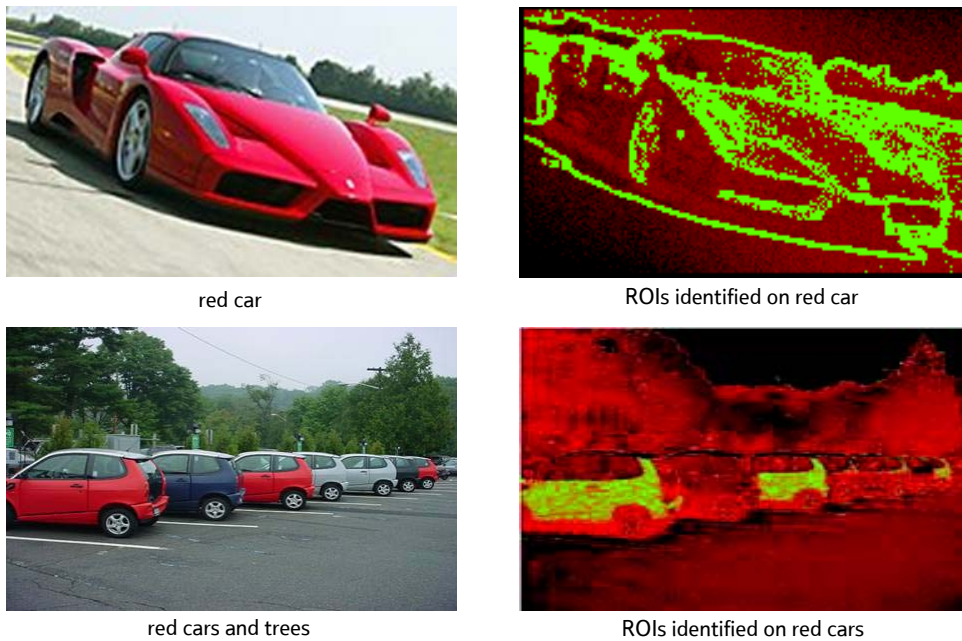 red car
ROIs identified on red car
red cars and trees
ROIs identified on red cars